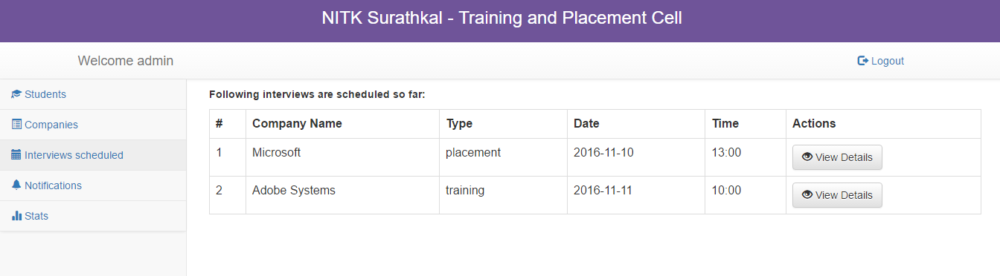 NITK Surathkal - Training and Placement Cell
Welcome admin
Logout
Students
Companies
Interviews scheduled
Notifications
Stats
Following interviews are scheduled so far:
# Company Name Type Date Time Actions
1 Microsoft placement 2016-11-10 13:00 View Details
2 Adobe Systems training 2016-11-11 10:00 View Details